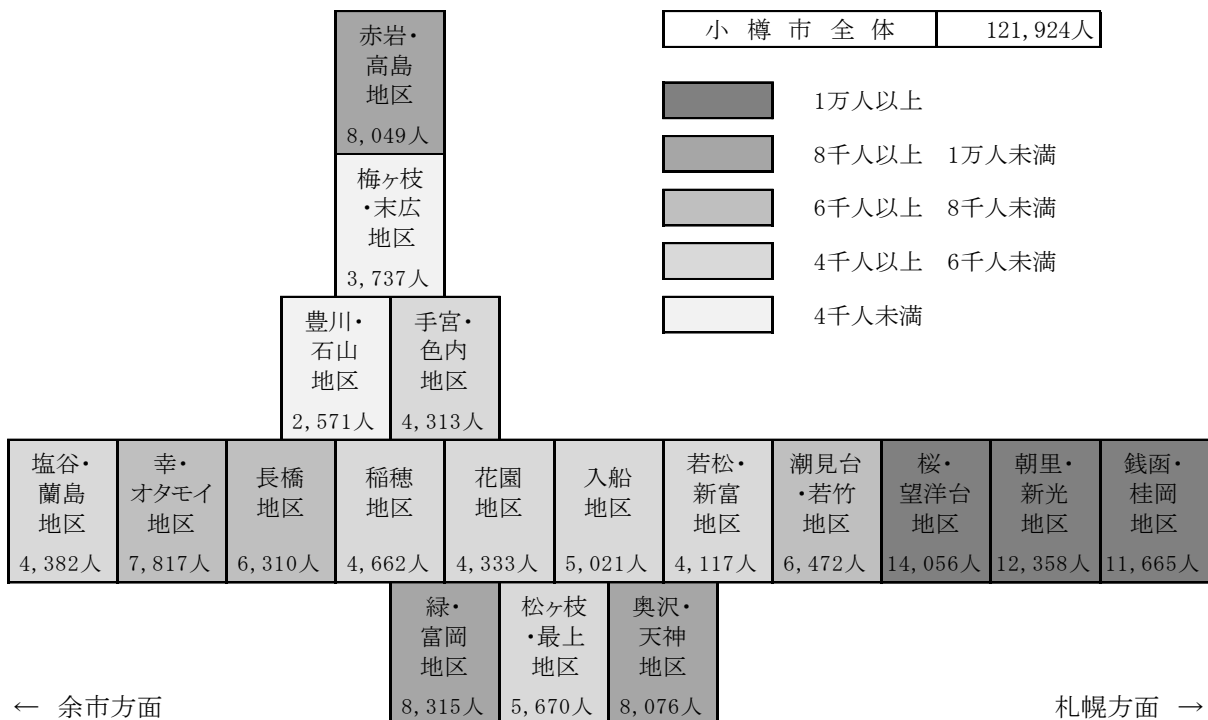 小樽市全体 121,924人
1万人以上
8千人以上 1万人未満
6千人以上 8千人未満
4千人以上 6千人未満
4千人未満
赤岩・
高島
地区
8,049人
梅ヶ枝
・末広
地区
3,737人
豊川・
石山
地区
2,571人
手宮・
色内
地区
4,313人
塩谷・
蘭島
地区
4,382人
幸・
オタモイ
地区
7,817人
長橋
地区
6,310人
稲穂
地区
4,662人
花園
地区
4,333人
入船
地区
5,021人
若松・
新富
地区
4,117人
潮見台
・若竹
地区
6,472人
桜・
望洋台
地区
14,056人
朝里・
新光
地区
12,358人
銭函・
桂岡
地区
11,665人
緑・
富岡
地区
8,315人
松ヶ枝
・最上
地区
5,670人
奥沢・
天神
地区
8,076人
← 余市方面
札幌方面 →